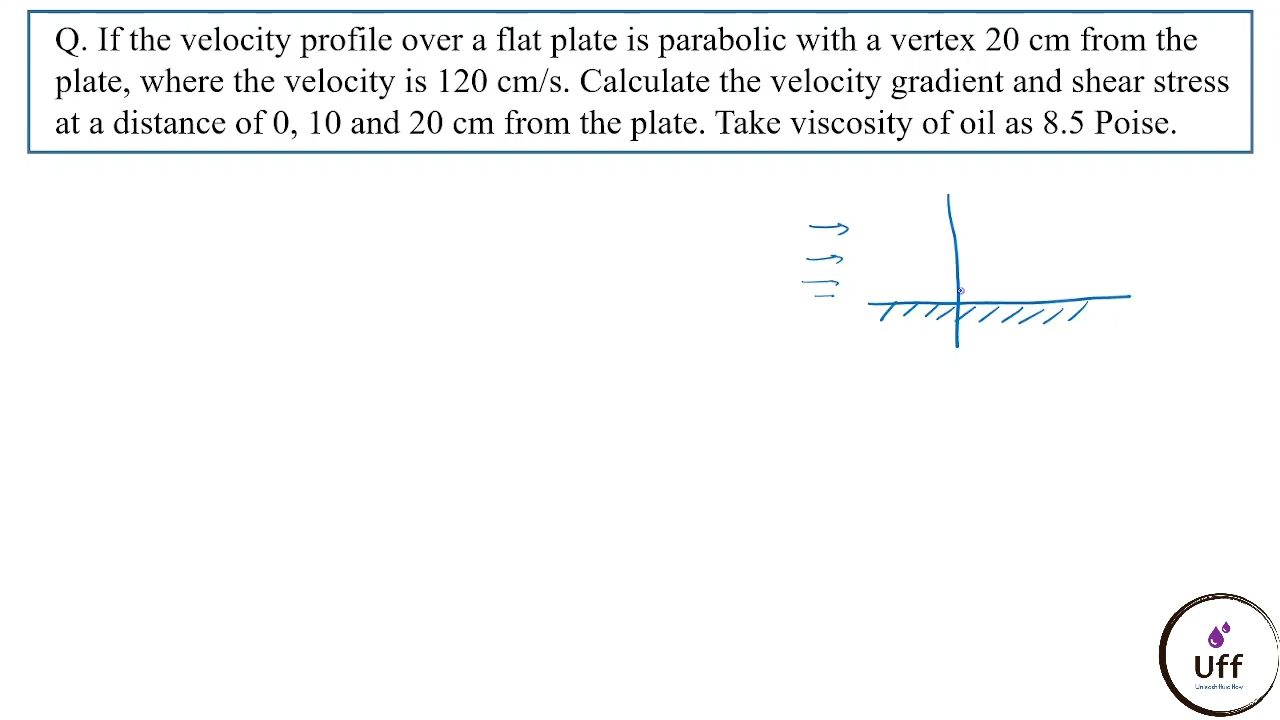 Q. If the velocity profile over a flat plate is parabolic with a vertex 20 cm from the
plate, where the velocity is 120 cm/s. Calculate the velocity gradient and shear stress
at a distance of 0, 10 and 20 cm from the plate. Take viscosity of oil as 8.5 Poise.
Uff